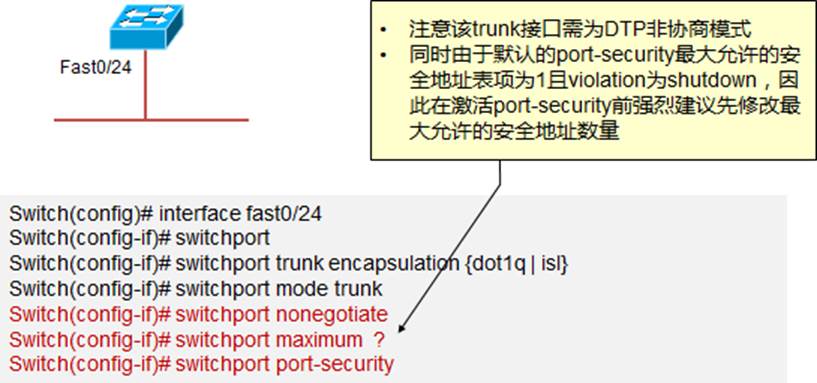 Fast0/24
• 注意该trunk接口需为DTP非协商模式
• 同时由于默认的port-security最大允许的安
全地址表项为1且violation为shutdown，因
此在激活port-security前强烈建议先修改最
大允许的安全地址数量
Switch(config)# interface fast0/24
Switch(config-if)# switchport
Switch(config-if)# switchport trunk encapsulation {dot1q | isl}
Switch(config-if)# switchport mode trunk
Switch(config-if)# switchport nonegotiate
Switch(config-if)# switchport maximum ?
Switch(config-if)# switchport port-security